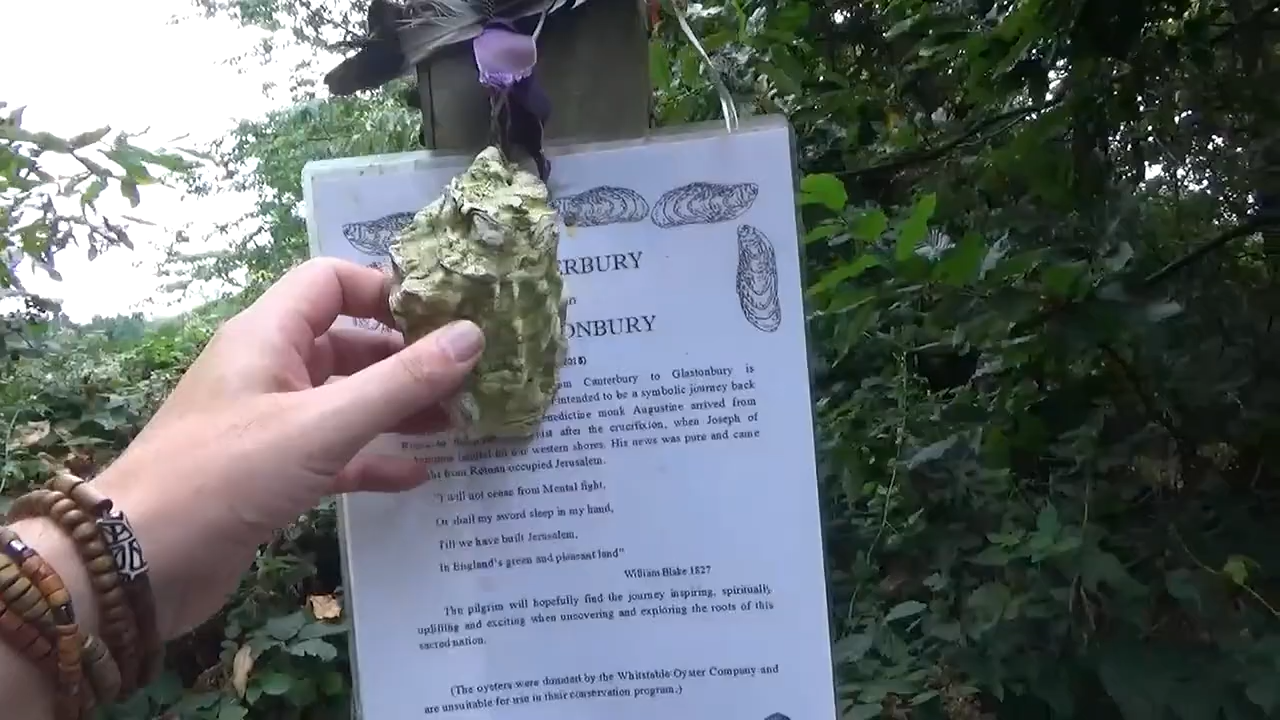 ERBURY
ONBURY
Canterbury to Glastonbury is
intended to be a symbolic journey back
monk Augustine arrived from
after the crucifixion, when Joseph of
western shores. His news was pure and came
from Roman occupied Jerusalem.
"I will not cease from Mental fight,
Or shall my sword sleep in my hand,
Till we have built Jerusalem,
In England's green and pleasant land"
William Blake 1827
The pilgrim will hopefully find the journey inspiring, spiritually,
uplifting and exciting when uncovering and exploring the roots of this
sacred nation.
(The oysters were donated by the Whitstable Oyster Company and
are unsuitable for use in their conservation program.)